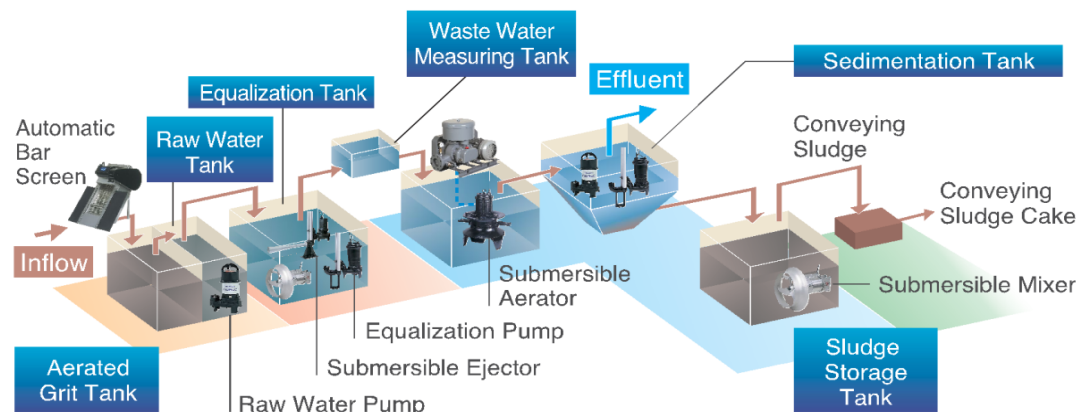 Waste Water
Measuring Tank
Sedimentation Tank
Equalization Tank
Effluent
Automatic
Bar
Screen
Raw Water
Tank
Conveying
Sludge
Conveying
Sludge Cake
Inflow
Submersible
Aerator
Submersible Mixer
Equalization Pump
Aerated
Grit Tank
Submersible Ejector
Sludge
Storage
Tank
Raw Water Pump